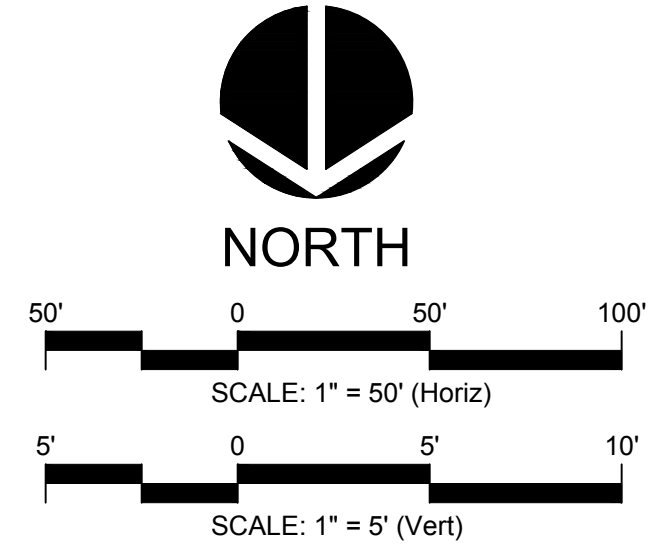 NORTH
50' 0 50' 100'
SCALE: 1" = 50' (Horiz)
5' 0 5' 10'
SCALE: 1" = 5' (Vert)